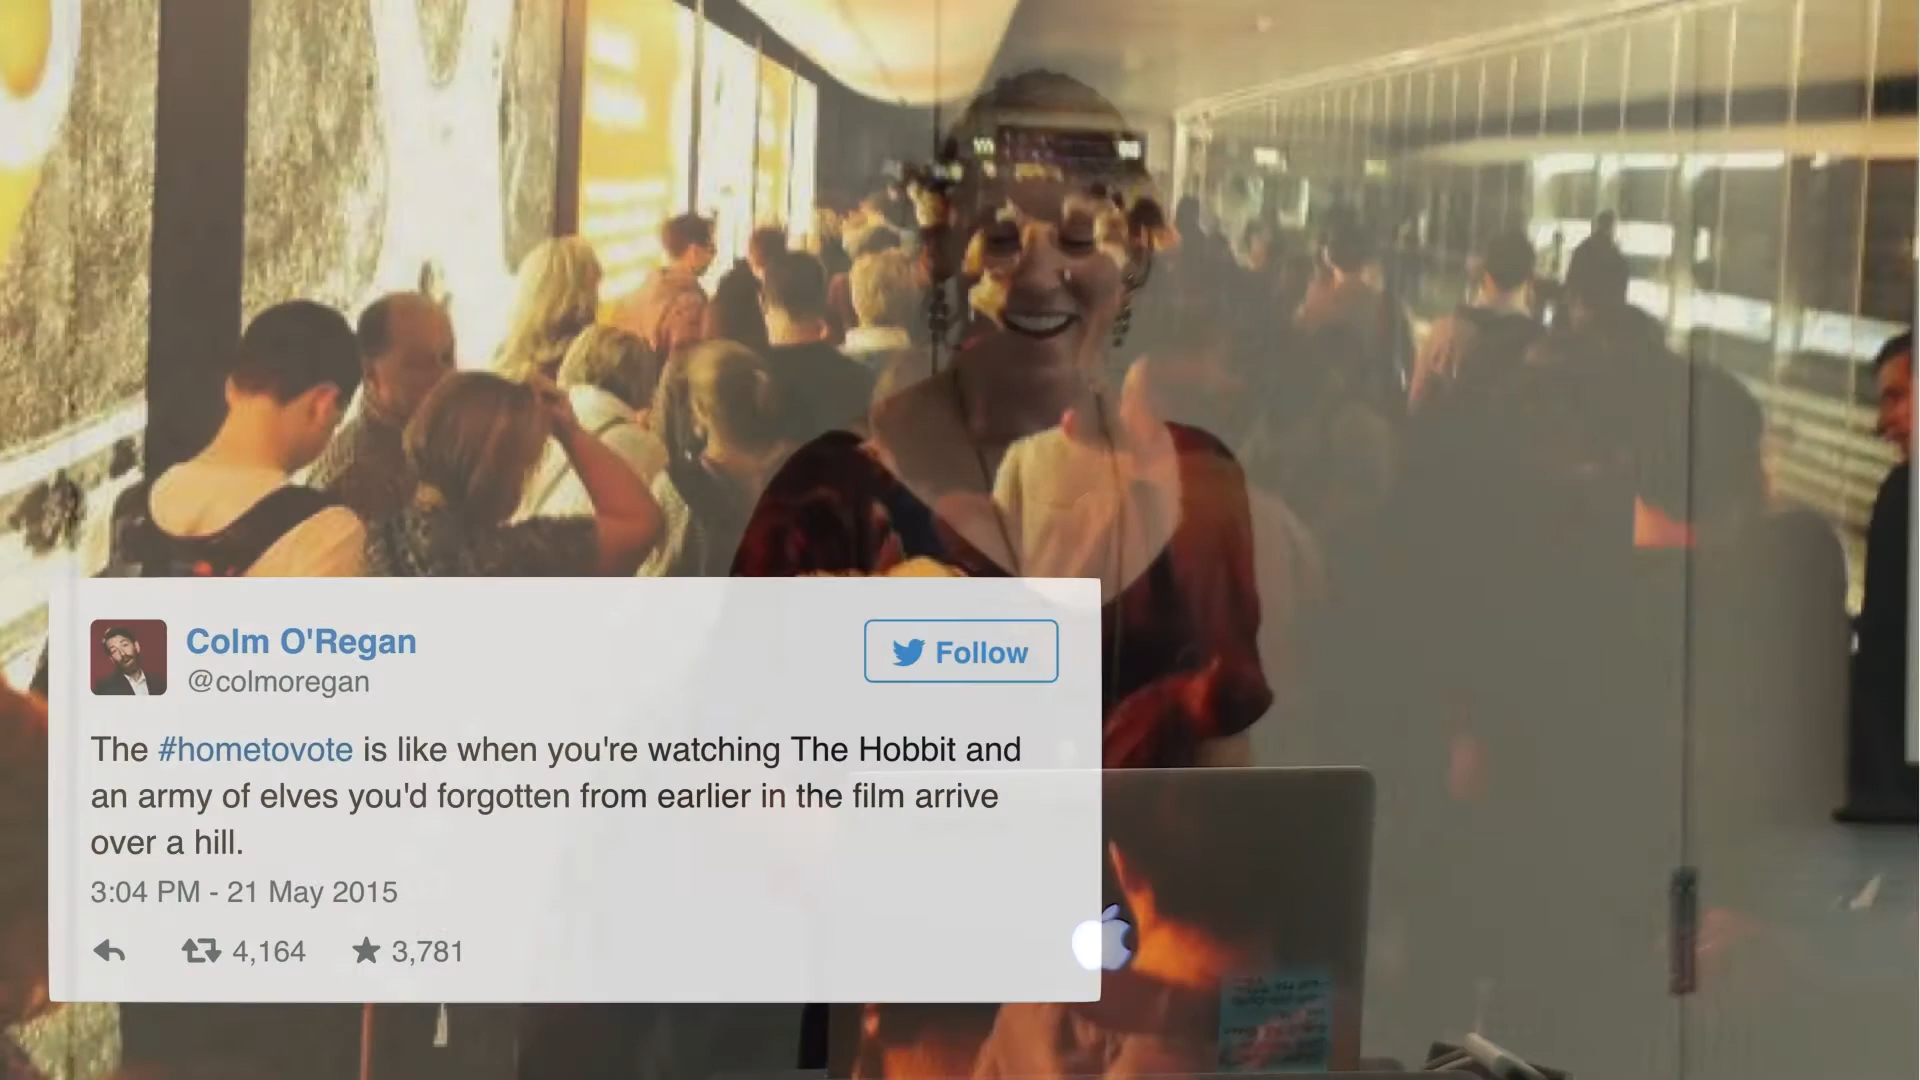 Colm O'Regan
@colmoregan
Follow
The #hometovote is like when you're watching The Hobbit and
an army of elves you'd forgotten from earlier in the film arrive
over a hill.
3:04 PM - 21 May 2015
4,164 3,781